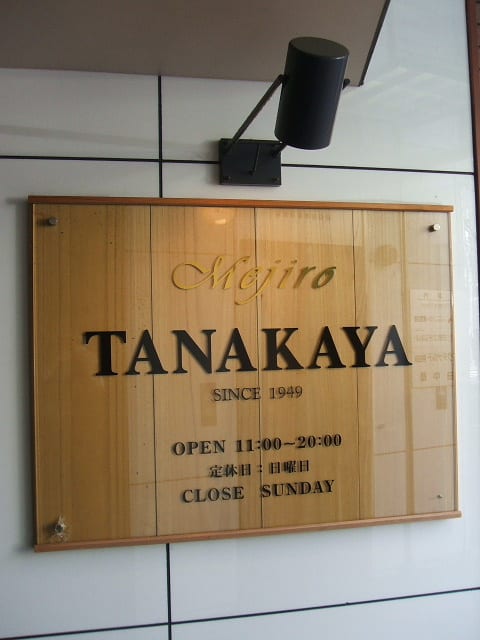 Mejiro
TANAKAYA
SINCE 1949
OPEN 11:00~20:00
定休日：日曜日
CLOSE SUNDAY